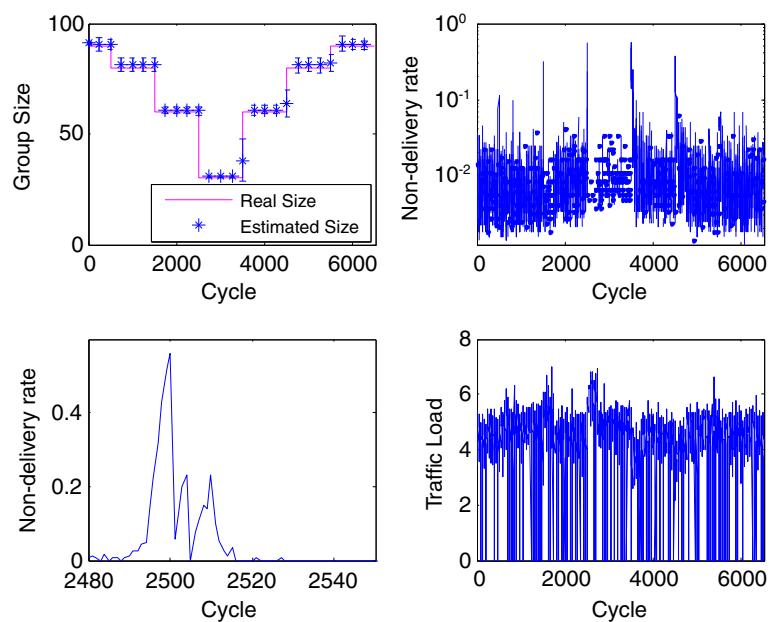 100
50
0
Group Size
Real Size
Estimated Size
0 2000 4000 6000
Cycle
10^0
10^-1
10^-2
Non-delivery rate
0 2000 4000 6000
Cycle
0.4
0.2
0
Non-delivery rate
2480 2500 2520 2540
Cycle
8
6
4
2
0
Traffic Load
0 2000 4000 6000
Cycle